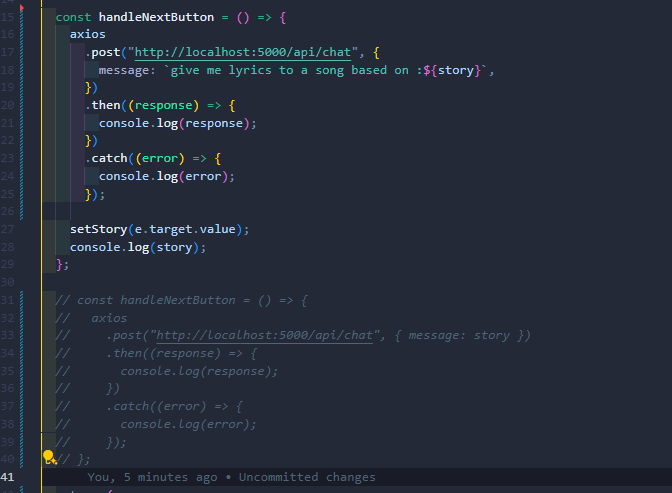 14
15 const handleNextButton = () => {
16 axios
17 .post("http://localhost:5000/api/chat", {
18 message: `give me lyrics to a song based on :${story}`,
19 })
20 .then((response) => {
21 console.log(response);
22 })
23 .catch((error) => {
24 console.log(error);
25 });
26
27 setStory(e.target.value);
28 console.log(story);
29 };
30
31 // const handleNextButton = () => {
32 // axios
33 // .post("http://localhost:5000/api/chat", { message: story })
34 // .then((response) => {
35 // console.log(response);
36 // })
37 // .catch((error) => {
38 // console.log(error);
39 // });
40 // };
41 You, 5 minutes ago • Uncommitted changes